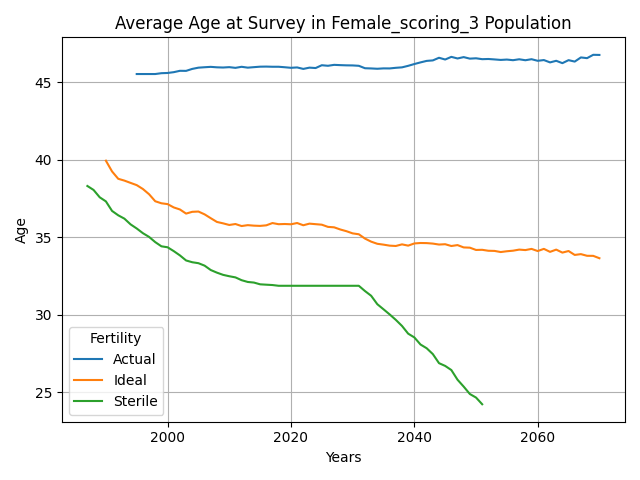 Average Age at Survey in Female_scoring_3 Population
Age
45
40
35
30
25
Fertility
Actual
Ideal
Sterile
2000
2020
2040
2060
Years